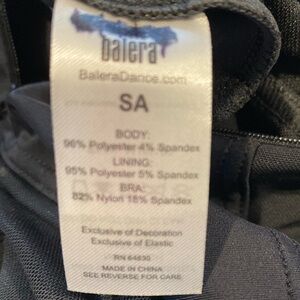 balera
BaleraDance.com
SA
BODY:
96% Polyester 4% Spandex
LINING:
95% Polyester 5% Spandex
BRA:
82% Nylon 18% Spandex
Exclusive of Decoration
Exclusive of Elastic
RN 64930
MADE IN CHINA
SEE REVERSE FOR CARE